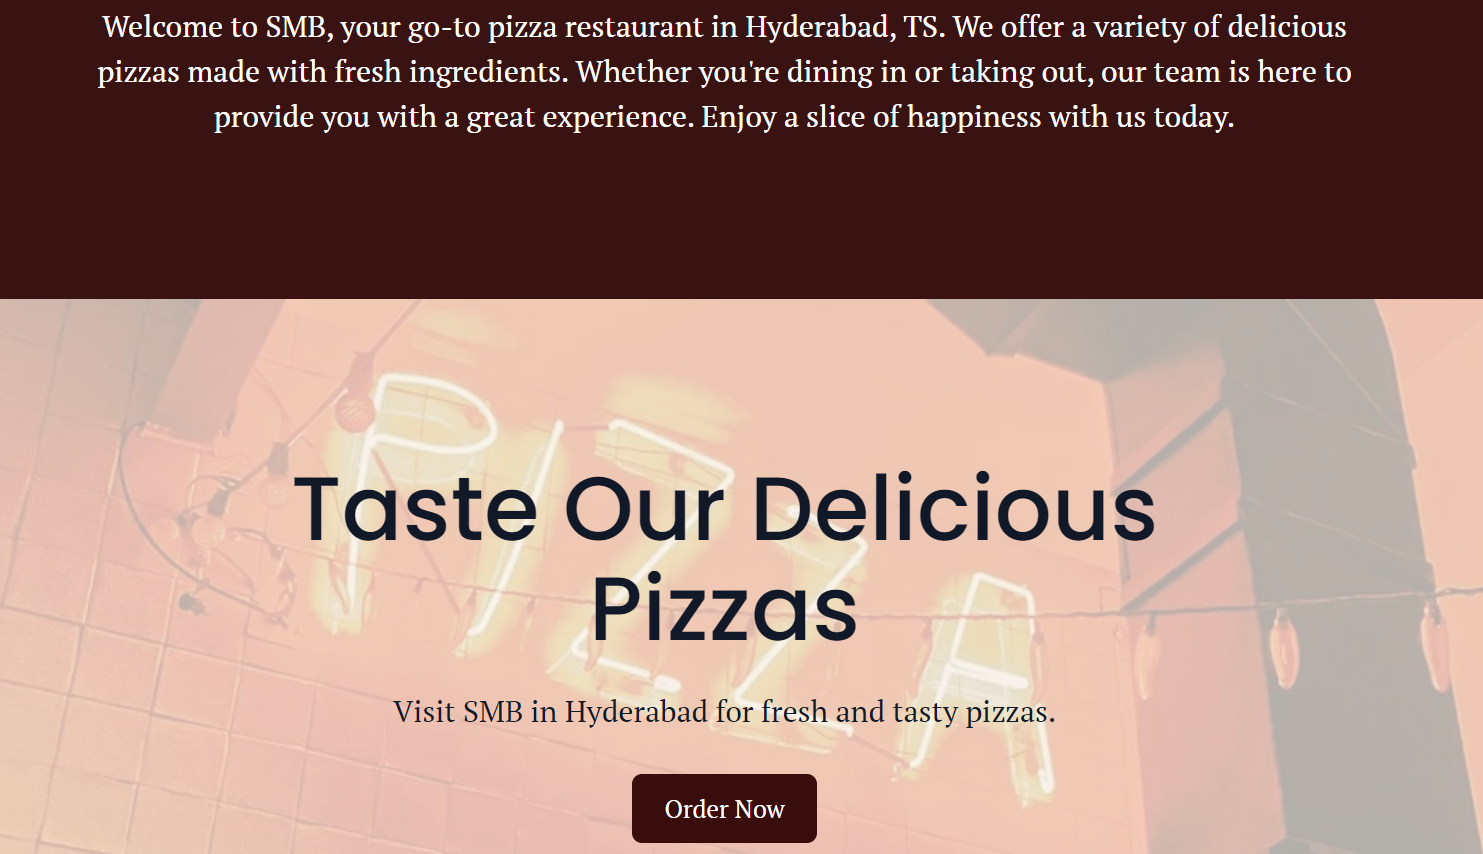 Welcome to SMB, your go-to pizza restaurant in Hyderabad, TS. We offer a variety of delicious
pizzas made with fresh ingredients. Whether you're dining in or taking out, our team is here to
provide you with a great experience. Enjoy a slice of happiness with us today.
PIZZA
Taste Our Delicious
Pizzas
Visit SMB in Hyderabad for fresh and tasty pizzas.
Order Now